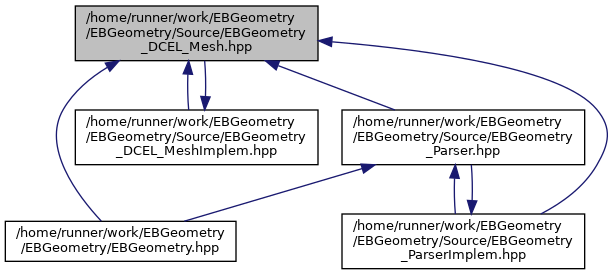 /home/runner/work/EBGeometry
/EBGeometry/Source/EBGeometry
_DCEL_Mesh.hpp
/home/runner/work/EBGeometry
/EBGeometry/Source/EBGeometry
_DCEL_MeshImplem.hpp
/home/runner/work/EBGeometry
/EBGeometry/Source/EBGeometry
_Parser.hpp
/home/runner/work/EBGeometry
/EBGeometry/EBGeometry.hpp
/home/runner/work/EBGeometry
/EBGeometry/Source/EBGeometry
_ParserImplem.hpp